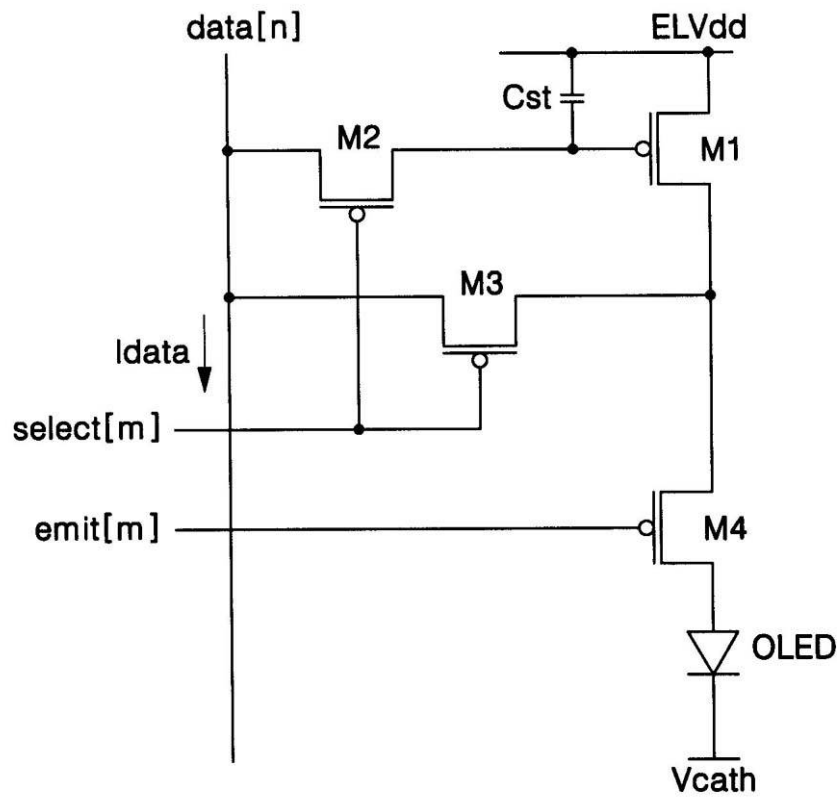 data[n]
ELVdd
Cst
M2
M1
M3
Idata
select[m]
emit[m]
M4
OLED
Vcath